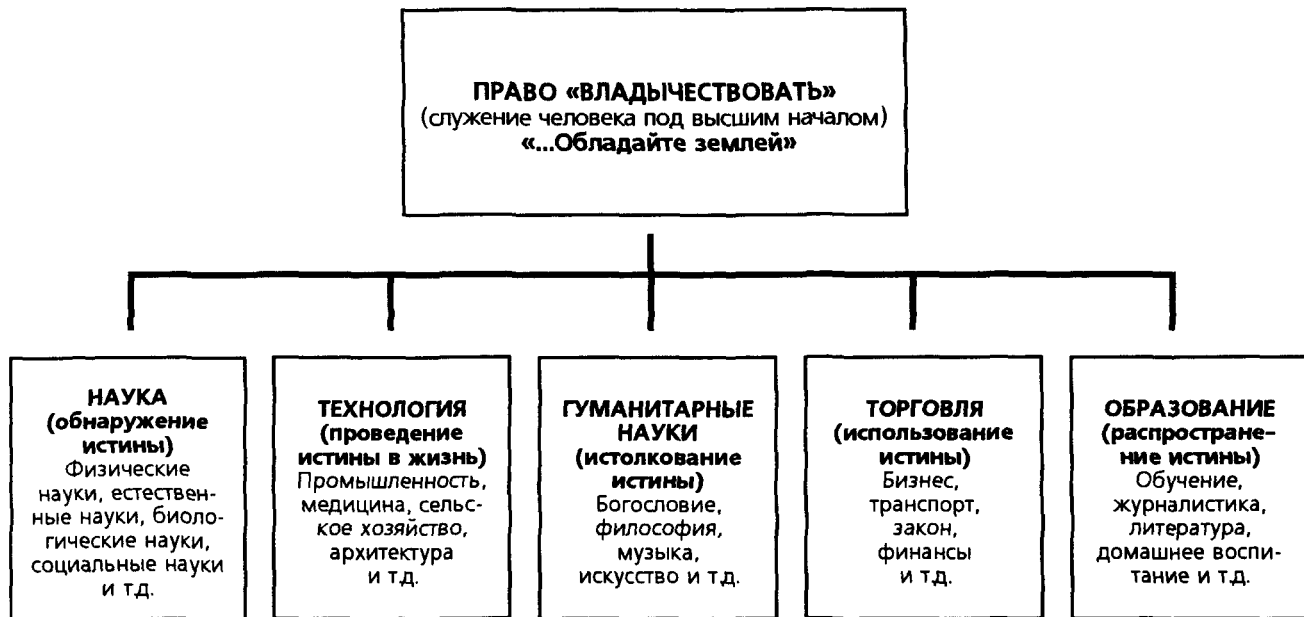 ПРАВО «ВЛАДЫЧЕСТВОВАТЬ»
(служение человека под высшим началом)
«...Обладайте землей»
НАУКА
(обнаружение
истины)
Физические
науки, естествен-
ные науки, биоло-
гические науки,
социальные науки
и т.д.
ТЕХНОЛОГИЯ
(проведение
истины в жизнь)
Промышленность,
медицина, сельс-
кое хозяйство,
архитектура
и т.д.
ГУМАНИТАРНЫЕ
НАУКИ
(истолкование
истины)
Богословие,
философия,
музыка,
искусство и т.д.
ТОРГОВЛЯ
(использование
истины)
Бизнес,
транспорт,
закон,
финансы
и т.д.
ОБРАЗОВАНИЕ
(распростране-
ние истины)
Обучение,
журналистика,
литература,
домашнее воспи-
тание и т.д.